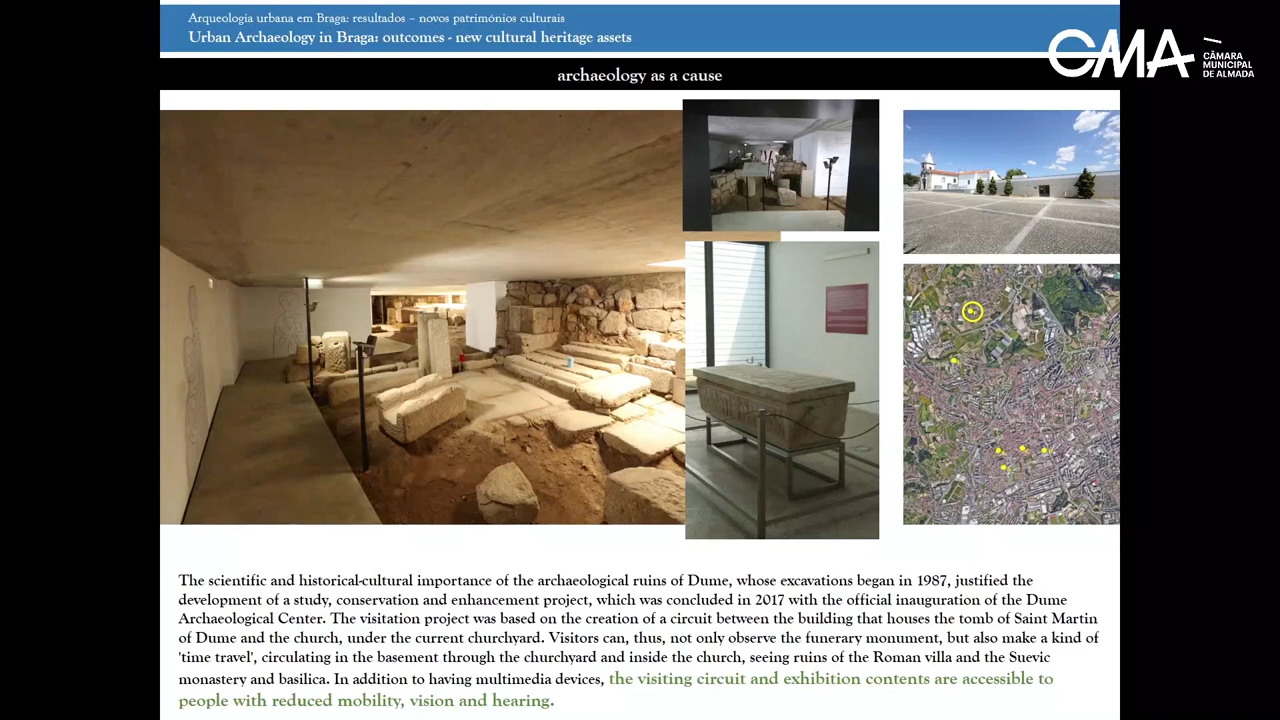 Arqueologia urbana em Braga: resultados – novos patrimónios culturais
Urban Archaeology in Braga: outcomes - new cultural heritage assets
CMA
CÂMARA
MUNICIPAL
DE ALMADA
archaeology as a cause
The scientific and historical-cultural importance of the archaeological ruins of Dume, whose excavations began in 1987, justified the
development of a study, conservation and enhancement project, which was concluded in 2017 with the official inauguration of the Dume
Archaeological Center. The visitation project was based on the creation of a circuit between the building that houses the tomb of Saint Martin
of Dume and the church, under the current churchyard. Visitors can, thus, not only observe the funerary monument, but also make a kind of
'time travel', circulating in the basement through the churchyard and inside the church, seeing ruins of the Roman villa and the Suevic
monastery and basilica. In addition to having multimedia devices, the visiting circuit and exhibition contents are accessible to
people with reduced mobility, vision and hearing.